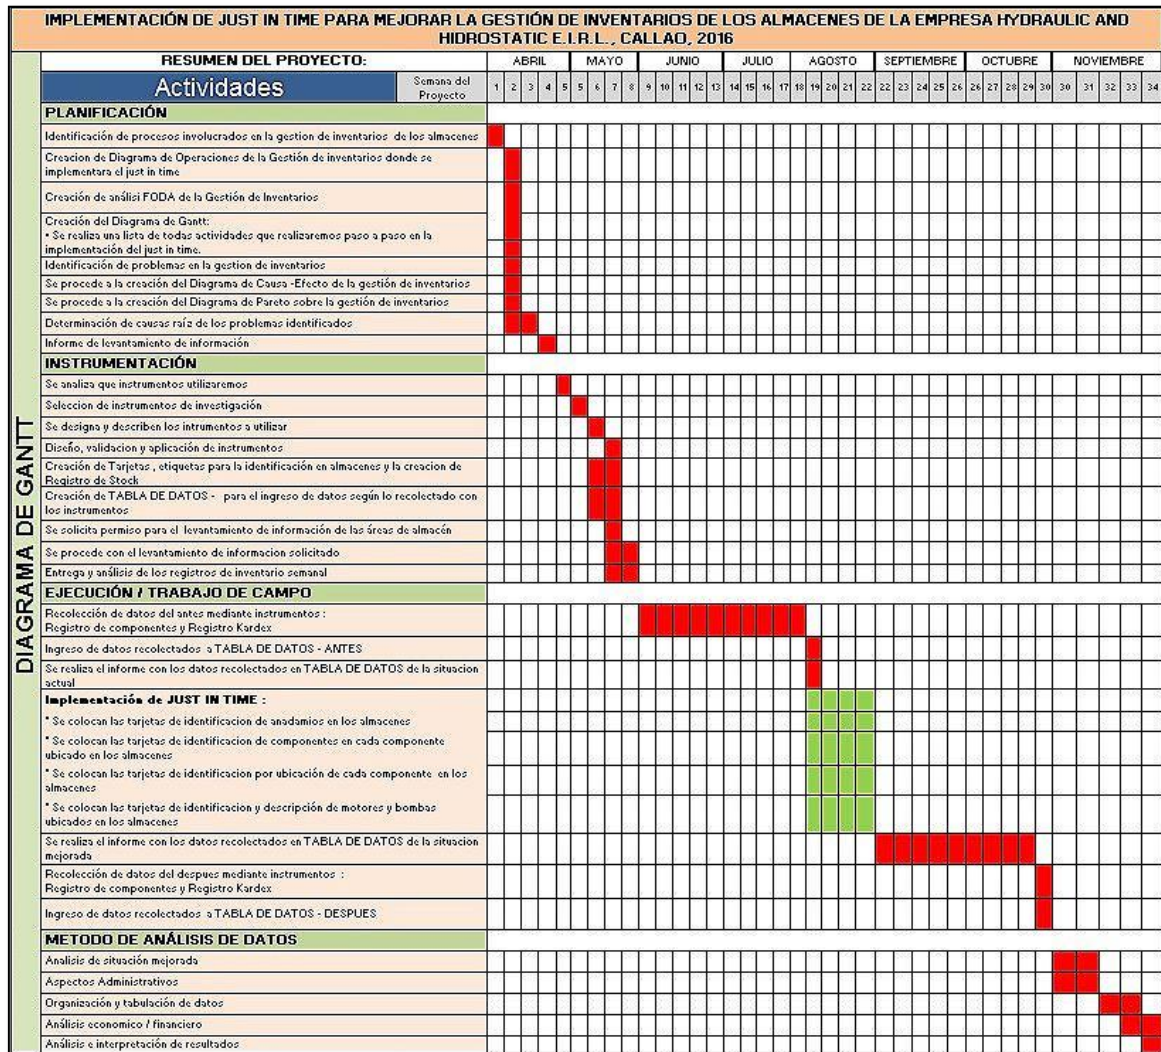 IMPLEMENTACIÓN DE JUST IN TIME PARA MEJORAR LA GESTIÓN DE INVENTARIOS DE LOS ALMACENES DE LA EMPRESA HYDRAULIC AND
HIDROSTATIC E.I.R.L., CALLAO, 2016
DIAGRAMA DE GANTT
RESUMEN DEL PROYECTO: ABRIL MAYO JUNIO JULIO AGOSTO SEPTIEMBRE OCTUBRE NOVIEMBRE
Actividades
Semana del
Proyecto
1 2 3 4 5 5 6 7 8 9 10 11 12 13 14 15 16 17 18 19 20 21 22 22 23 24 25 26 26 27 28 29 30 30 31 32 33 34
PLANIFICACIÓN
Identificación de procesos involucrados en la gestion de inventarios de los almacenes
Creacion de Diagrama de Operaciones de la Gestión de inventarios donde se
implementara el just in time
Creación de análisi FODA de la Gestión de Inventarios
Creación del Diagrama de Gantt:
• Se realiza una lista de todas actividades que realizaremos paso a paso en la
implementación del just in time.
Identificación de problemas en la gestion de inventarios
Se procede a la creación del Diagrama de Causa -Efecto de la gestión de inventarios
Se procede a la creación del Diagrama de Pareto sobre la gestión de inventarios
Determinación de causas raíz de los problemas identificados
Informe de levantamiento de información
INSTRUMENTACIÓN
Se analiza que instrumentos utilizaremos
Seleccion de instrumentos de investigación
Se designa y describen los intrumentos a utilizar
Diseño, validacion y aplicación de instrumentos
Creación de Tarjetas , etiquetas para la identificación en almacenes y la creacion de
Registro de Stock
Creación de TABLA DE DATOS - para el ingreso de datos según lo recolectado con
los instrumentos
Se solicita permiso para el levantamiento de información de las áreas de almacén
Se procede con el levantamiento de informacion solicitado
Entrega y análisis de los registros de inventario semanal
EJECUCIÓN / TRABAJO DE CAMPO
Recolección de datos del antes mediante instrumentos :
Registro de componentes y Registro Kardex
Ingreso de datos recolectados a TABLA DE DATOS - ANTES
Se realiza el informe con los datos recolectados en TABLA DE DATOS de la situacion
actual
Implementación de JUST IN TIME :
* Se colocan las tarjetas de identificacion de anadamios en los almacenes
* Se colocan las tarjetas de identificacion de componentes en cada componente
ubicado en los almacenes
* Se colocan las tarjetas de identificacion por ubicación de cada componente en los
almacenes
* Se colocan las tarjetas de identificacion y descripción de motores y bombas
ubicados en los almacenes
Se realiza el informe con los datos recolectados en TABLA DE DATOS de la situacion
mejorada
Recolección de datos del despues mediante instrumentos :
Registro de componentes y Registro Kardex
Ingreso de datos recolectados a TABLA DE DATOS - DESPUES
METODO DE ANÁLISIS DE DATOS
Analisis de situación mejorada
Aspectos Administrativos
Organización y tabulación de datos
Análisis economico / financiero
Análisis e interpretación de resultados